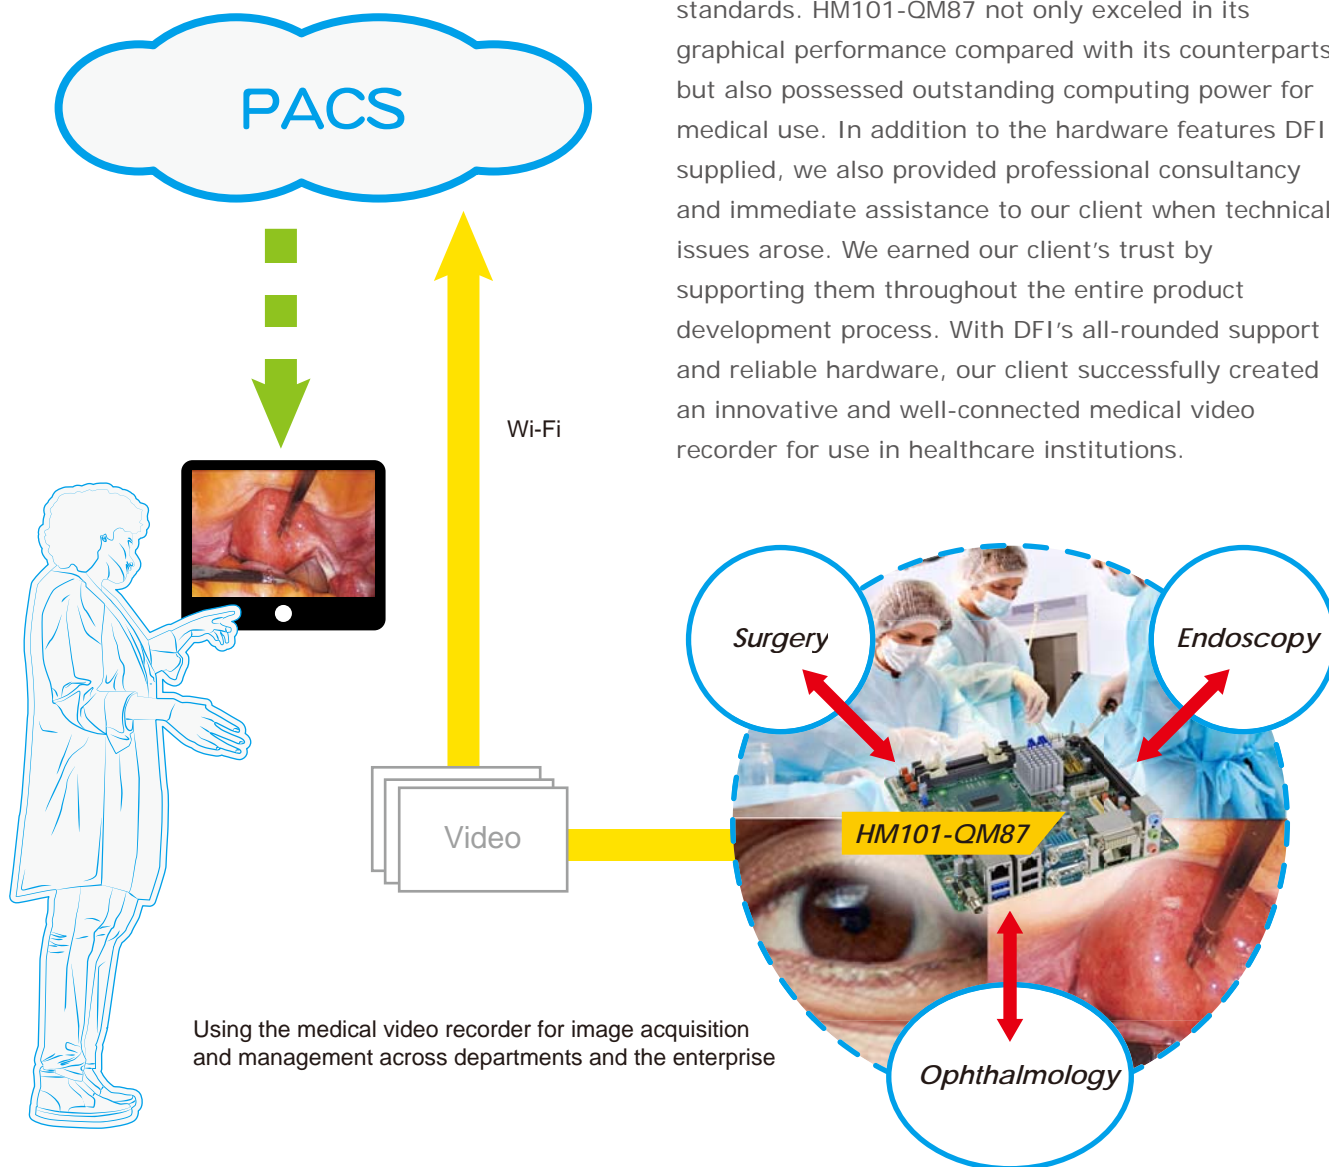 standards. HM101-QM87 not only exceled in its
graphical performance compared with its counterparts
but also possessed outstanding computing power for
medical use. In addition to the hardware features DFI
supplied, we also provided professional consultancy
and immediate assistance to our client when technical
issues arose. We earned our client's trust by
supporting them throughout the entire product
development process. With DFI's all-rounded support
and reliable hardware, our client successfully created
an innovative and well-connected medical video
recorder for use in healthcare institutions.
PACS
Wi-Fi
Surgery
Endoscopy
Video
HM101-QM87
Ophthalmology
Using the medical video recorder for image acquisition
and management across departments and the enterprise